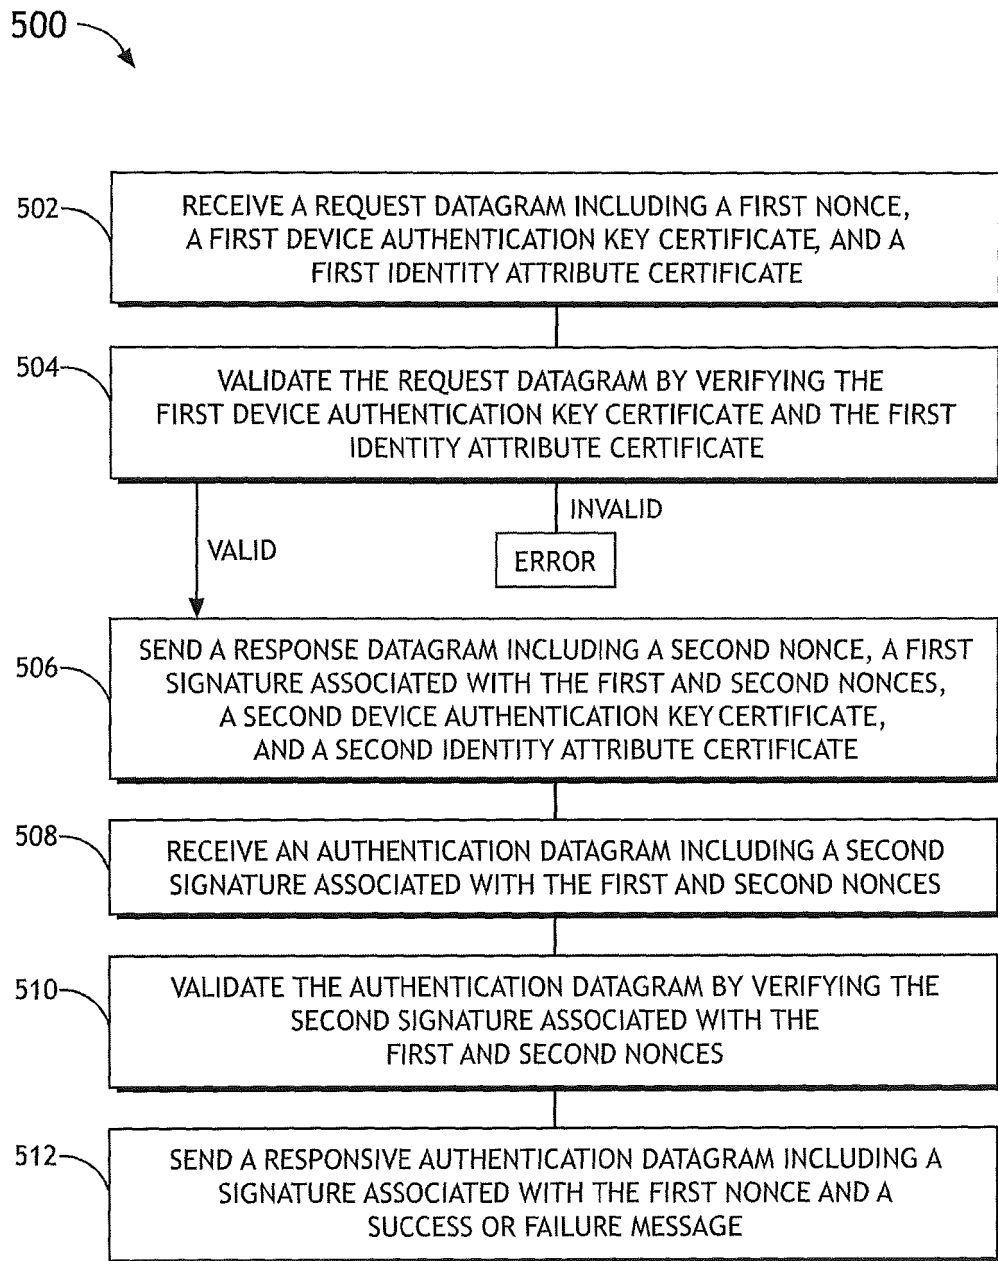 500
502
RECEIVE A REQUEST DATAGRAM INCLUDING A FIRST NONCE,
A FIRST DEVICE AUTHENTICATION KEY CERTIFICATE, AND A
FIRST IDENTITY ATTRIBUTE CERTIFICATE
504
VALIDATE THE REQUEST DATAGRAM BY VERIFYING THE
FIRST DEVICE AUTHENTICATION KEY CERTIFICATE AND THE FIRST
IDENTITY ATTRIBUTE CERTIFICATE
INVALID
VALID
ERROR
506
SEND A RESPONSE DATAGRAM INCLUDING A SECOND NONCE, A FIRST
SIGNATURE ASSOCIATED WITH THE FIRST AND SECOND NONCES,
A SECOND DEVICE AUTHENTICATION KEY CERTIFICATE,
AND A SECOND IDENTITY ATTRIBUTE CERTIFICATE
508
RECEIVE AN AUTHENTICATION DATAGRAM INCLUDING A SECOND
SIGNATURE ASSOCIATED WITH THE FIRST AND SECOND NONCES
510
VALIDATE THE AUTHENTICATION DATAGRAM BY VERIFYING THE
SECOND SIGNATURE ASSOCIATED WITH THE
FIRST AND SECOND NONCES
512
SEND A RESPONSIVE AUTHENTICATION DATAGRAM INCLUDING A
SIGNATURE ASSOCIATED WITH THE FIRST NONCE AND A
SUCCESS OR FAILURE MESSAGE